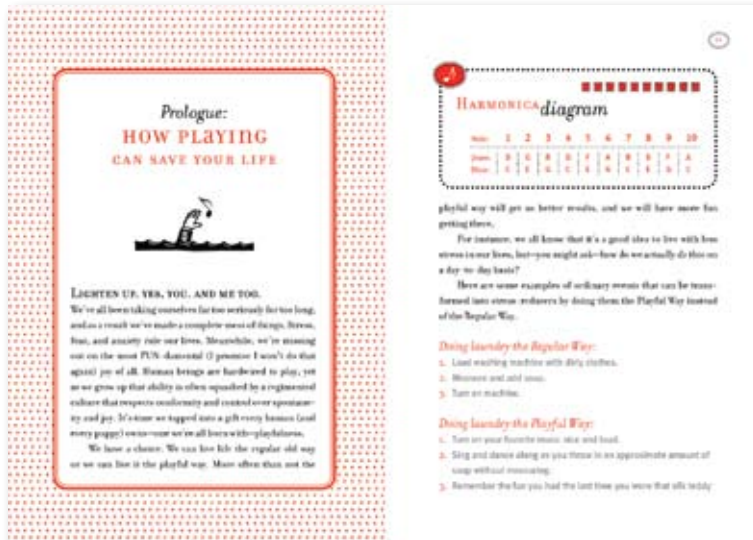 Prologue:
HOW PLAYING
CAN SAVE YOUR LIFE
LIGHTEN UP. YES, YOU. AND ME TOO.
We've all been taking ourselves far too seriously for too long,
and as a result we've made a complete mess of things. Stress,
fear, and anxiety rule our lives. Meanwhile, we're missing
out on the most FUN-damental (I promise I won't do that
again) joy of all. Human beings are hardwired to play, yet
as we grow up that ability is often squashed by a regimented
culture that respects conformity and control over spontane-
ity and joy. It's time we tapped into a gift every human (and
every puppy) owns—one we're all born with—playfulness.
We have a choice. We can live life the regular old way
or we can live it the playful way. More often than not the
HARMONICA diagram
Hole: 1 2 3 4 5 6 7 8 9 10
Draw: D G B D F A B D F A
Blow: C E G C E G C E G C
playful way will get us better results, and we will have more fun
getting there.
For instance, we all know that it's a good idea to live with less
stress in our lives, but—you might ask—how do we actually do this on
a day-to-day basis?
Here are some examples of ordinary events that can be trans-
formed into stress-reducers by doing them the Playful Way instead
of the Regular Way.
Doing laundry the Regular Way:
1. Load washing machine with dirty clothes.
2. Measure and add soap.
3. Turn on machine.
Doing laundry the Playful Way:
1. Turn on your favorite music nice and loud.
2. Sing and dance along as you throw in an approximate amount of
soap without measuring.
3. Remember the fun you had the last time you wore that silk teddy